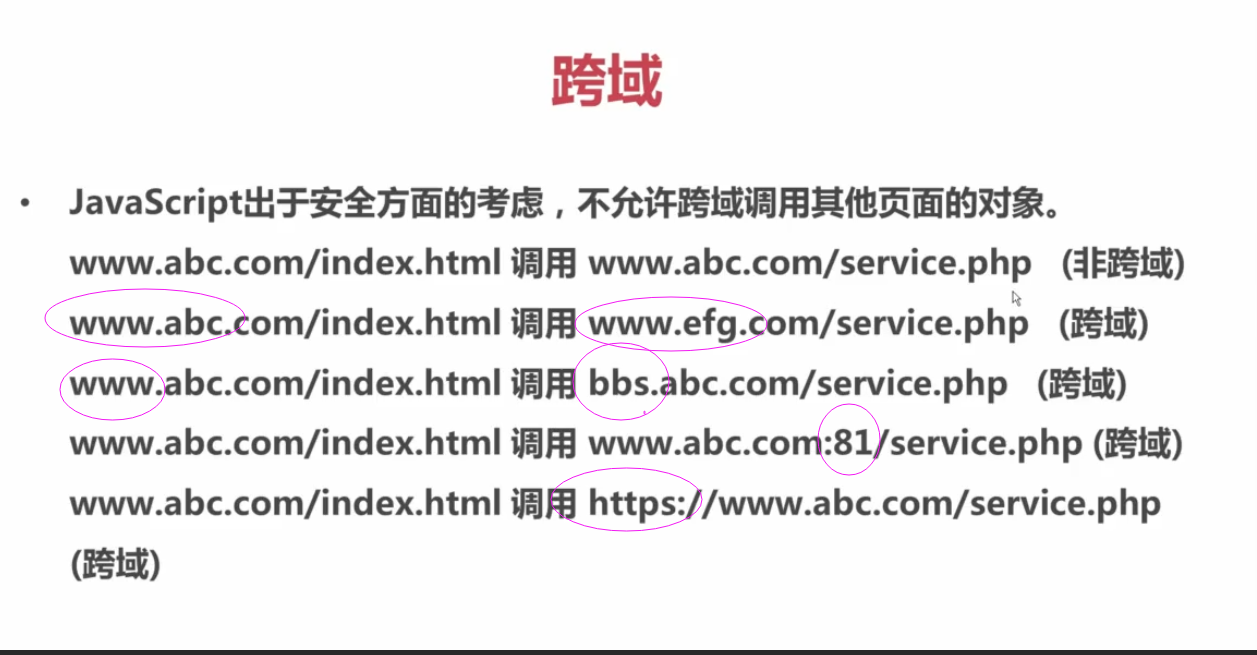 跨域
• JavaScript出于安全方面的考虑，不允许跨域调用其他页面的对象。
www.abc.com/index.html 调用 www.abc.com/service.php (非跨域)
www.abc.com/index.html 调用 www.efg.com/service.php (跨域)
www.abc.com/index.html 调用 bbs.abc.com/service.php (跨域)
www.abc.com/index.html 调用 www.abc.com:81/service.php (跨域)
www.abc.com/index.html 调用 https://www.abc.com/service.php
(跨域)